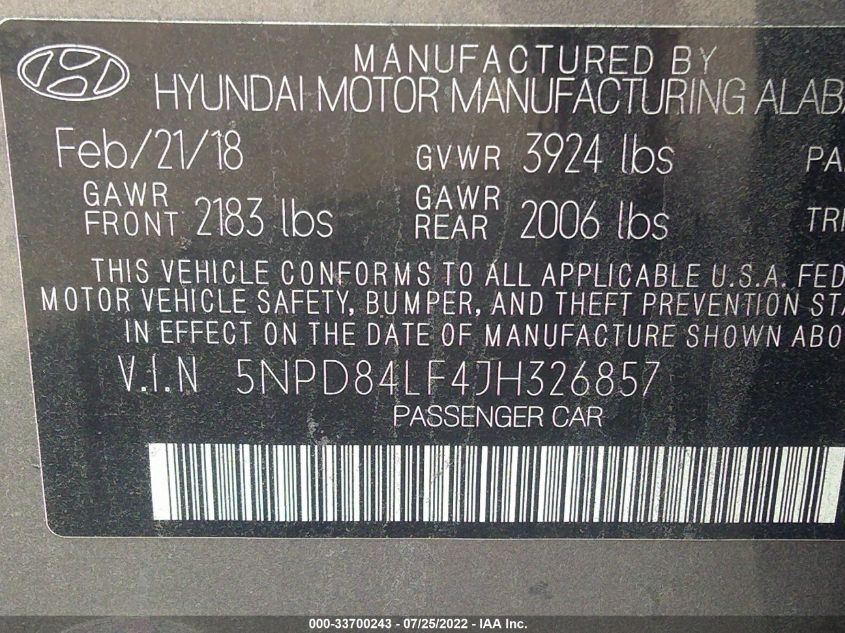 MANUFACTURED BY
HYUNDAI MOTOR MANUFACTURING
Feb/21/18 GVWR 3924 lbs
GAWR FRONT 2183 lbs GAWR REAR 2006 lbs
THIS VEHICLE CONFORMS TO ALL APPLICABLE U.S.A.
MOTOR VEHICLE SAFETY, BUMPER, AND THEFT PREVENTION
IN EFFECT ON THE DATE OF MANUFACTURE SHOWN
V.I.N 5NPD84LF4JH326857
PASSENGER CAR
000-33700243 - 07/25/2022 - IAA Inc.